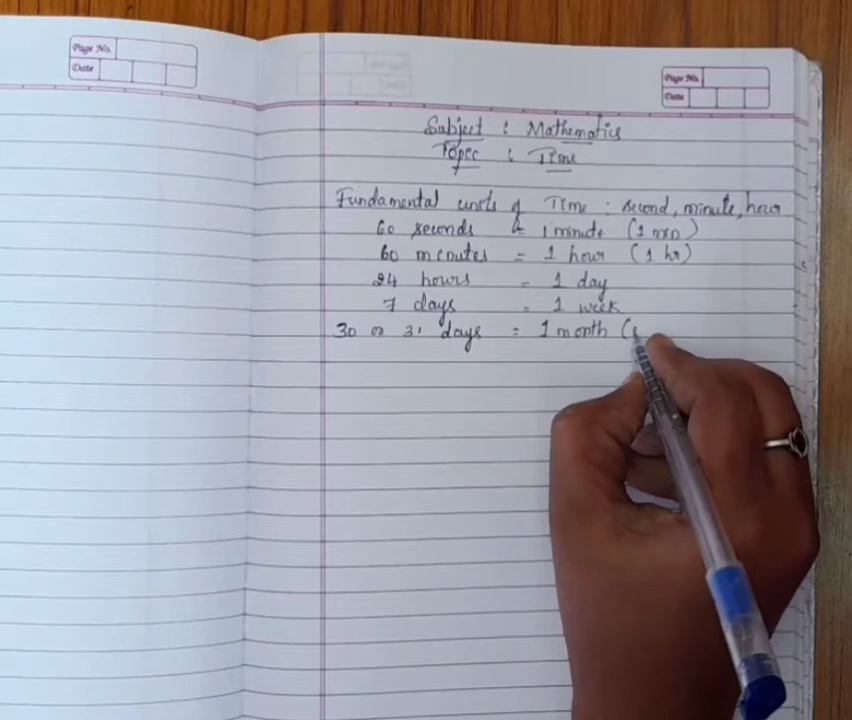 Page No.
Date
Page No.
Date
Subject : Mathematics
Topic : Time
Fundamental units of Time : second, minute, hour
60 seconds = 1 minute (1 min)
60 minutes = 1 hour (1 hr)
24 hours = 1 day
7 days = 1 week
30 or 31 days = 1 month (